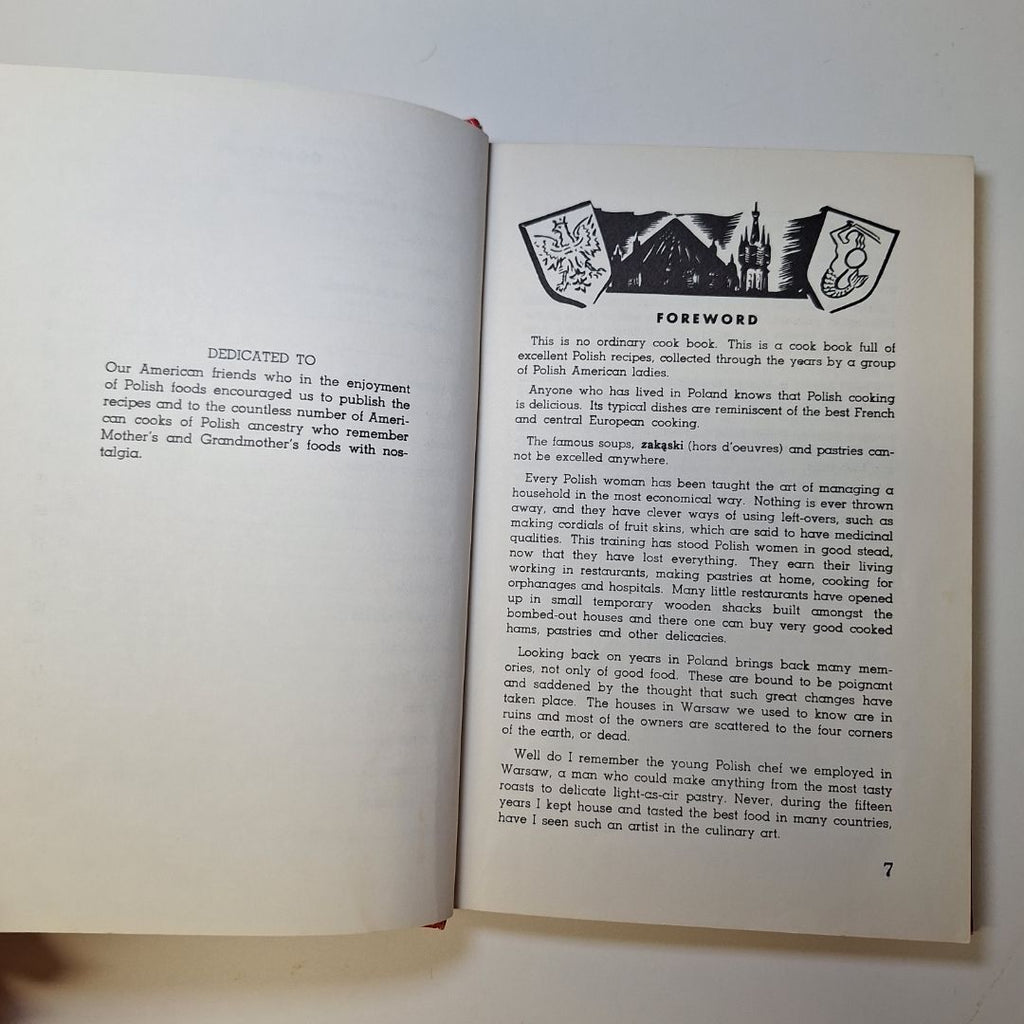 DEDICATED TO
Our American friends who in the enjoyment
of Polish foods encouraged us to publish the
recipes and to the countless number of Ameri-
can cooks of Polish ancestry who remember
Mother's and Grandmother's foods with nos-
talgia.
FOREWORD
This is no ordinary cook book. This is a cook book full of
excellent Polish recipes, collected through the years by a group
of Polish American ladies.
Anyone who has lived in Poland knows that Polish cooking
is delicious. Its typical dishes are reminiscent of the best French
and central European cooking.
The famous soups, zakąski (hors d'oeuvres) and pastries can-
not be excelled anywhere.
Every Polish woman has been taught the art of managing a
household in the most economical way. Nothing is ever thrown
away, and they have clever ways of using left-overs, such as
making cordials of fruit skins, which are said to have medicinal
qualities. This training has stood Polish women in good stead,
now that they have lost everything. They earn their living
working in restaurants, making pastries at home, cooking for
orphanages and hospitals. Many little restaurants have opened
up in small temporary wooden shacks built amongst the
bombed-out houses and there one can buy very good cooked
hams, pastries and other delicacies.
Looking back on years in Poland brings back many mem-
ories, not only of good food. These are bound to be poignant
and saddened by the thought that such great changes have
taken place. The houses in Warsaw we used to know are in
ruins and most of the owners are scattered to the four corners
of the earth, or dead.
Well do I remember the young Polish chef we employed in
Warsaw, a man who could make anything from the most tasty
roasts to delicate light-as-air pastry. Never, during the fifteen
years I kept house and tasted the best food in many countries,
have I seen such an artist in the culinary art.
7